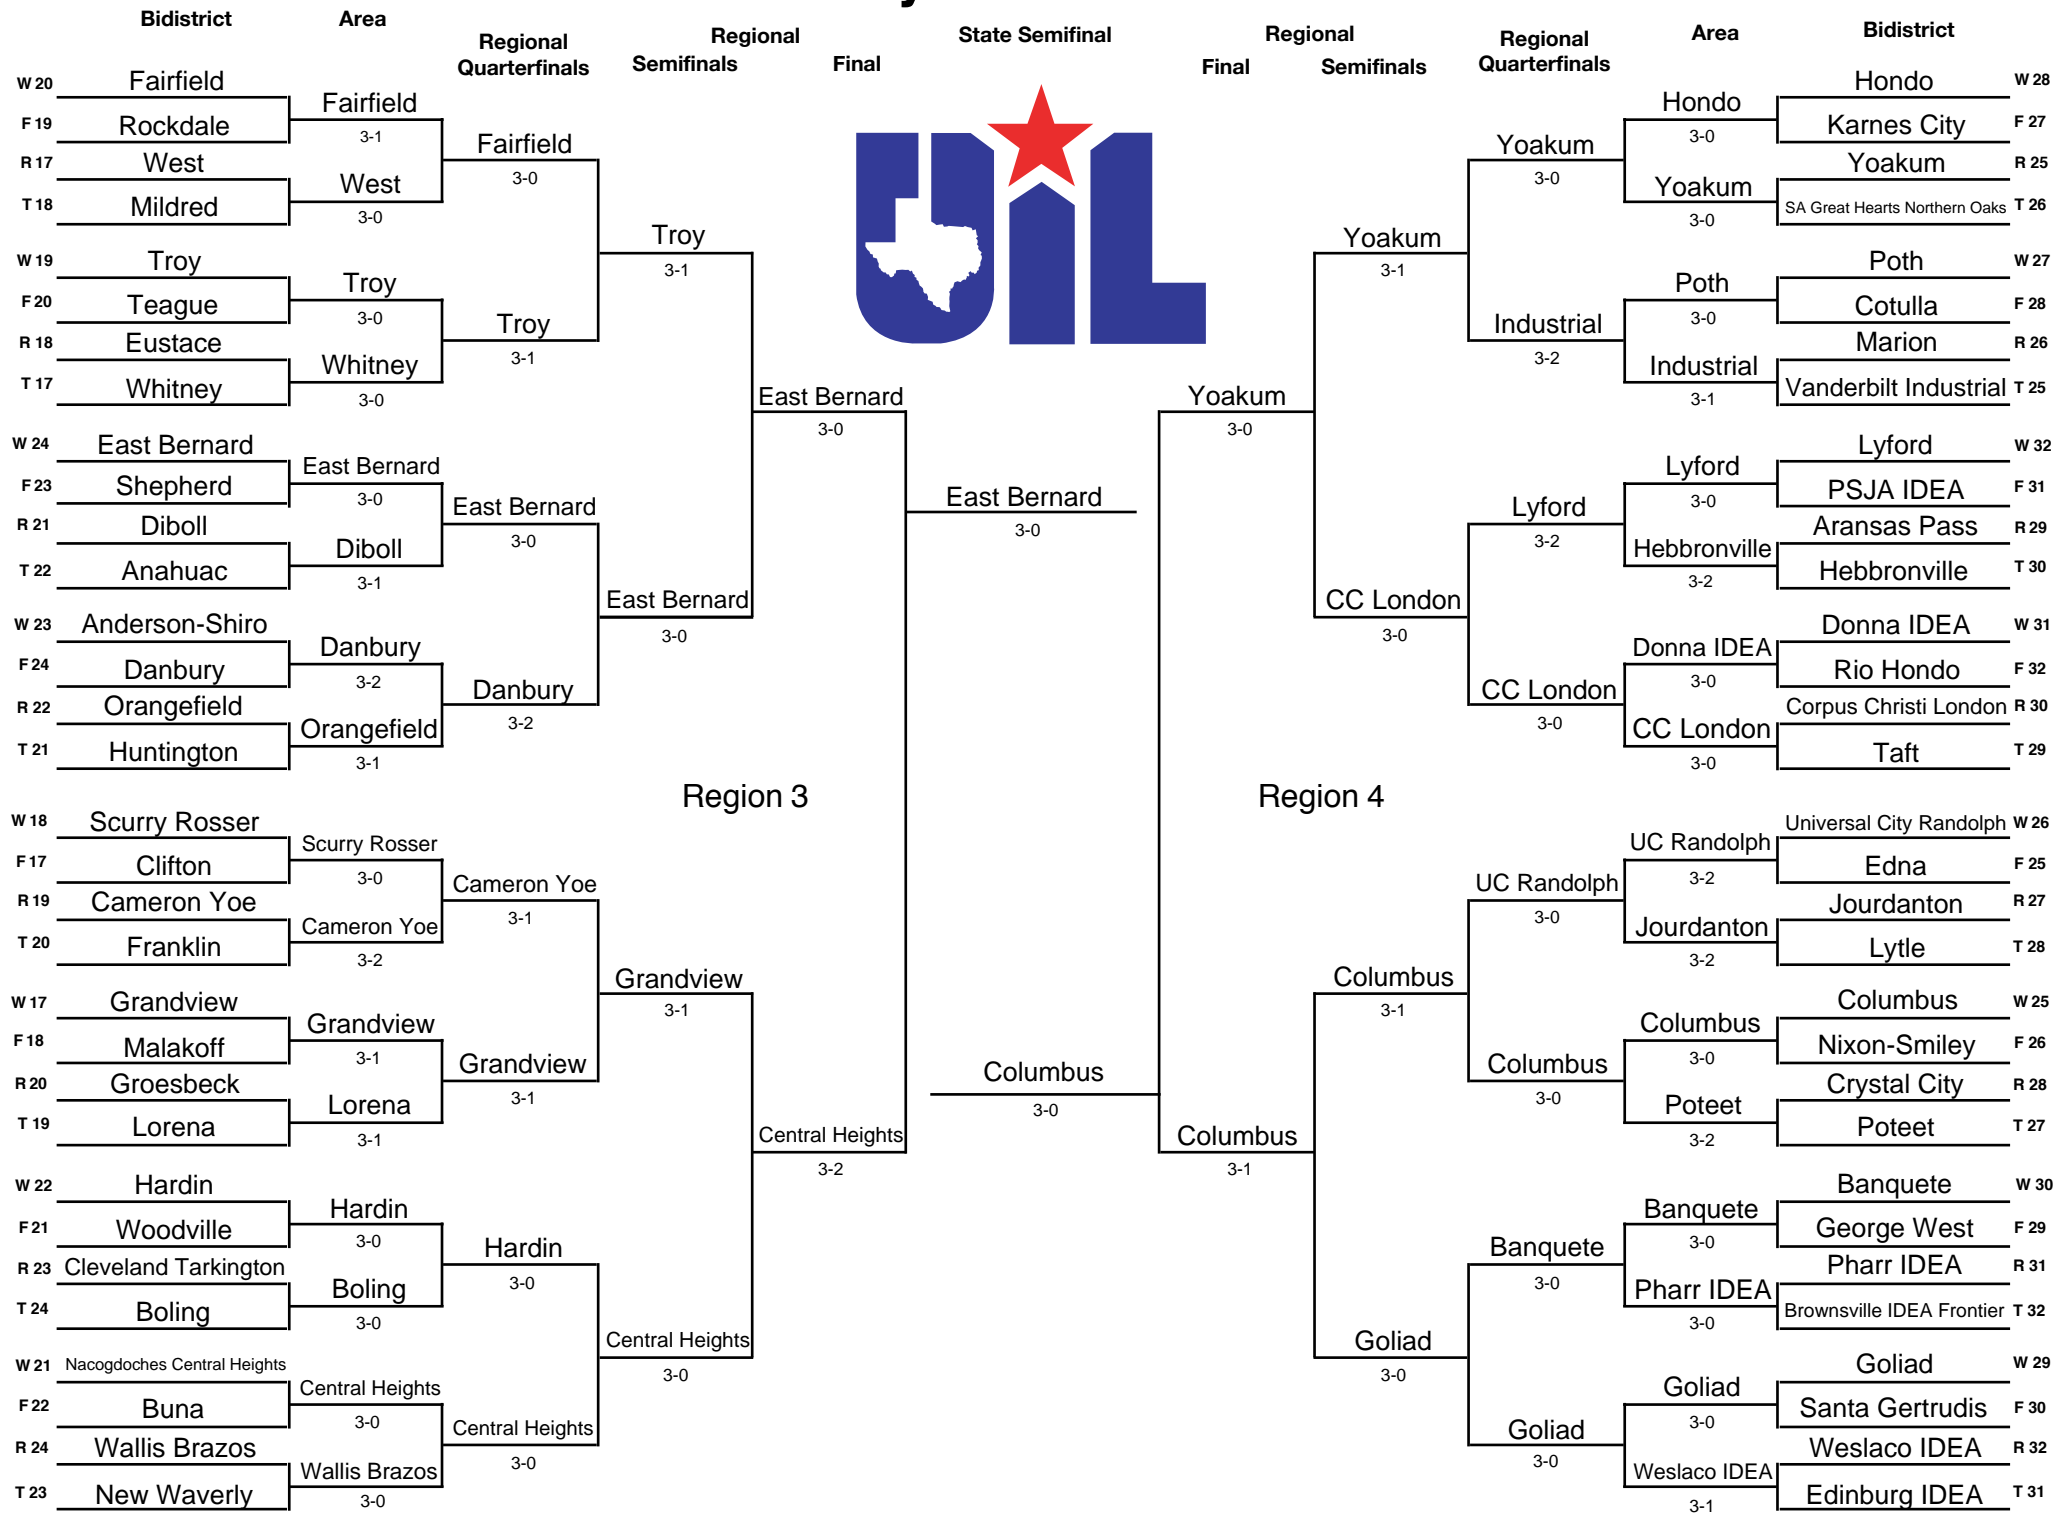 Bidistrict
Area
Regional
Quarterfinals
Regional
Semifinals
Final
State Semifinal
Regional
Final
Semifinals
Regional
Quarterfinals
Area
Bidistrict
W 20 Fairfield
F 19 Rockdale
R 17 West
T 18 Mildred
W 19 Troy
F 20 Teague
R 18 Eustace
T 17 Whitney
W 24 East Bernard
F 23 Shepherd
R 21 Diboll
T 22 Anahuac
W 23 Anderson-Shiro
F 24 Danbury
R 22 Orangefield
T 21 Huntington
W 18 Scurry Rosser
F 17 Clifton
R 19 Cameron Yoe
T 20 Franklin
W 17 Grandview
F 18 Malakoff
R 20 Groesbeck
T 19 Lorena
W 22 Hardin
F 21 Woodville
R 23 Cleveland Tarkington
T 24 Boling
W 21 Nacogdoches Central Heights
F 22 Buna
R 24 Wallis Brazos
T 23 New Waverly
Fairfield
3-1
West
3-0
Troy
3-0
Whitney
3-0
East Bernard
3-0
Diboll
3-1
Danbury
3-2
Orangefield
3-1
Scurry Rosser
3-0
Cameron Yoe
3-2
Grandview
3-1
Lorena
3-1
Hardin
3-0
Boling
3-0
Central Heights
3-0
Wallis Brazos
3-0
Fairfield
3-0
Troy
3-1
East Bernard
3-0
Danbury
3-2
Cameron Yoe
3-1
Grandview
3-1
Hardin
3-0
Central Heights
3-0
Troy
3-1
East Bernard
3-0
Region 3
Grandview
3-1
Central Heights
3-0
East Bernard
3-0
Central Heights
3-2
UIL
East Bernard
3-0
Columbus
3-0
Yoakum
3-0
Columbus
3-1
Yoakum
3-1
CC London
3-0
Region 4
Columbus
3-1
Goliad
3-0
Yoakum
3-0
Industrial
3-2
Lyford
3-2
CC London
3-0
UC Randolph
3-0
Columbus
3-0
Banquete
3-0
Goliad
3-0
Hondo
3-0
Yoakum
3-0
Poth
3-0
Industrial
3-1
Lyford
3-0
Hebbronville
3-2
Donna IDEA
3-0
CC London
3-0
UC Randolph
3-2
Jourdanton
3-2
Columbus
3-0
Poteet
3-2
Banquete
3-0
Pharr IDEA
3-0
Goliad
3-0
Weslaco IDEA
3-1
Hondo W 28
Karnes City F 27
Yoakum R 25
SA Great Hearts Northern Oaks T 26
Poth W 27
Cotulla F 28
Marion R 26
Vanderbilt Industrial T 25
Lyford W 32
PSJA IDEA F 31
Aransas Pass R 29
Hebbronville T 30
Donna IDEA W 31
Rio Hondo F 32
Corpus Christi London R 30
Taft T 29
Universal City Randolph W 26
Edna F 25
Jourdanton R 27
Lytle T 28
Columbus W 25
Nixon-Smiley F 26
Crystal City R 28
Poteet T 27
Banquete W 30
George West F 29
Pharr IDEA R 31
Brownsville IDEA Frontier T 32
Goliad W 29
Santa Gertrudis F 30
Weslaco IDEA R 32
Edinburg IDEA T 31